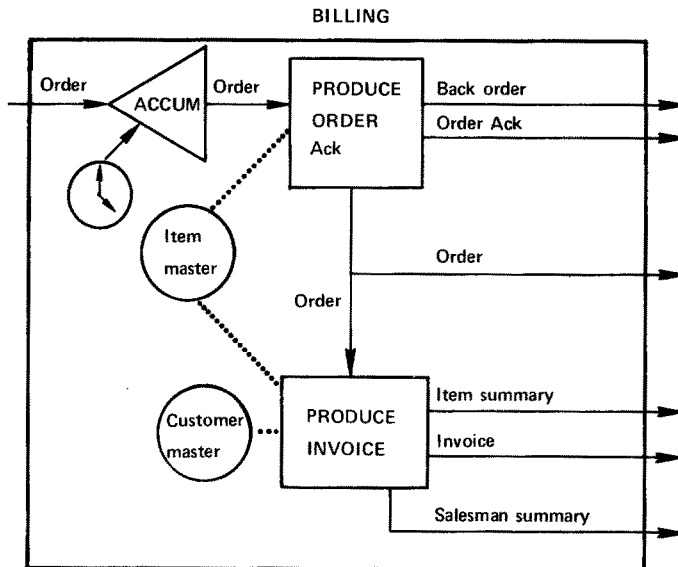 BILLING
Order
Order
ACCUM
PRODUCE
ORDER
Ack
Back order
Order Ack
Item
master
Order
Order
Item summary
PRODUCE
INVOICE
Customer
master
Invoice
Salesman summary